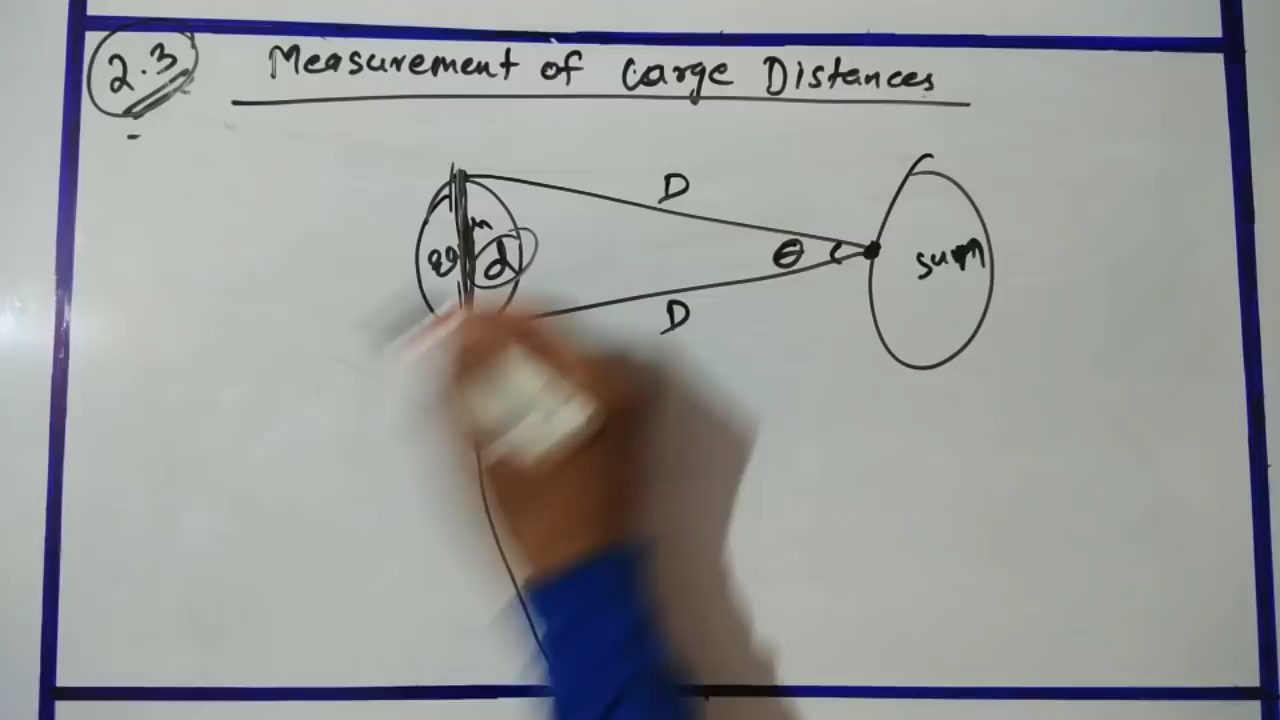 2.3 Measurement of Large Distances
D
d
θ
sun
D